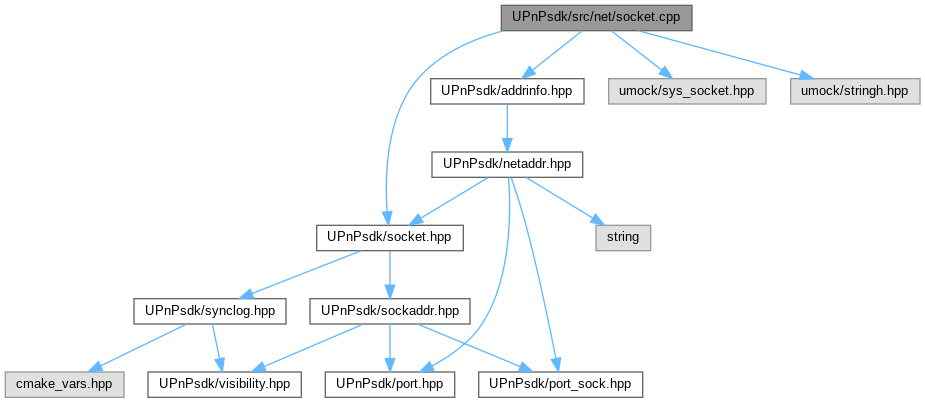 UPnPsdk/src/net/socket.cpp
UPnPsdk/addrinfo.hpp
umock/sys_socket.hpp
umock/stringh.hpp
UPnPsdk/netaddr.hpp
UPnPsdk/socket.hpp
string
UPnPsdk/synclog.hpp
UPnPsdk/sockaddr.hpp
cmake_vars.hpp
UPnPsdk/visibility.hpp
UPnPsdk/port.hpp
UPnPsdk/port_sock.hpp